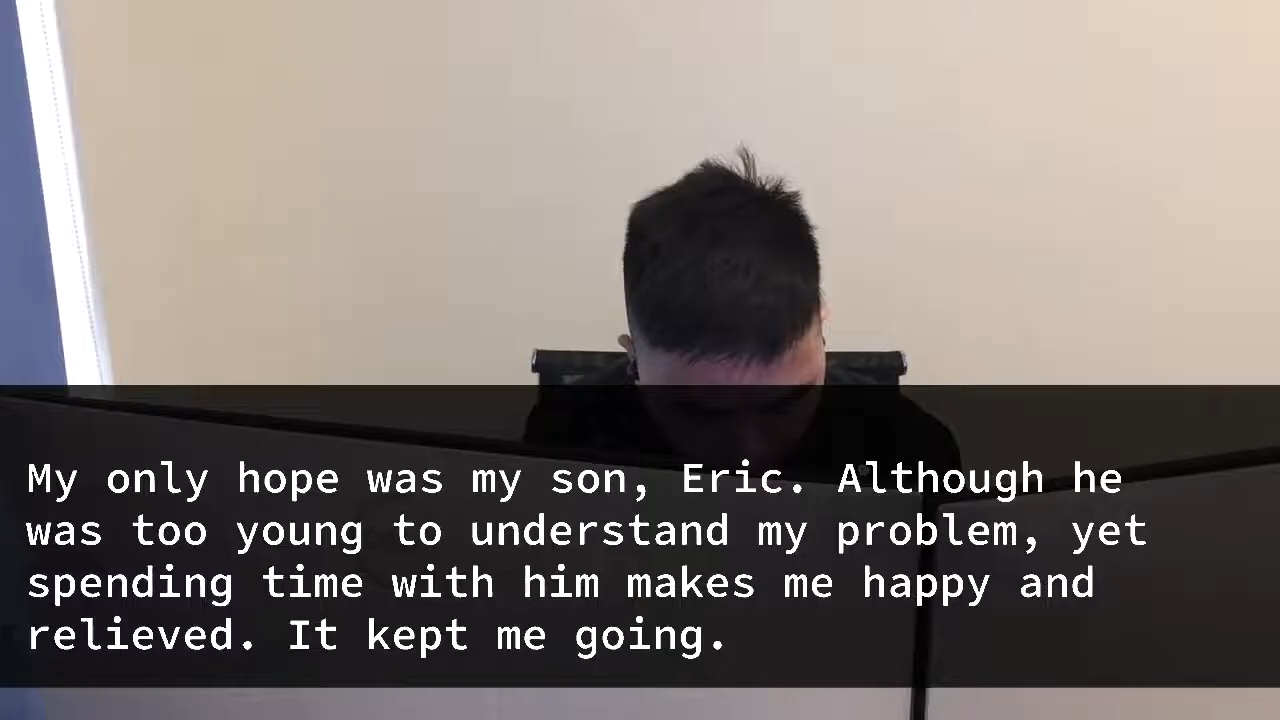 My only hope was my son, Eric. Although he
was too young to understand my problem, yet
spending time with him makes me happy and
relieved. It kept me going.